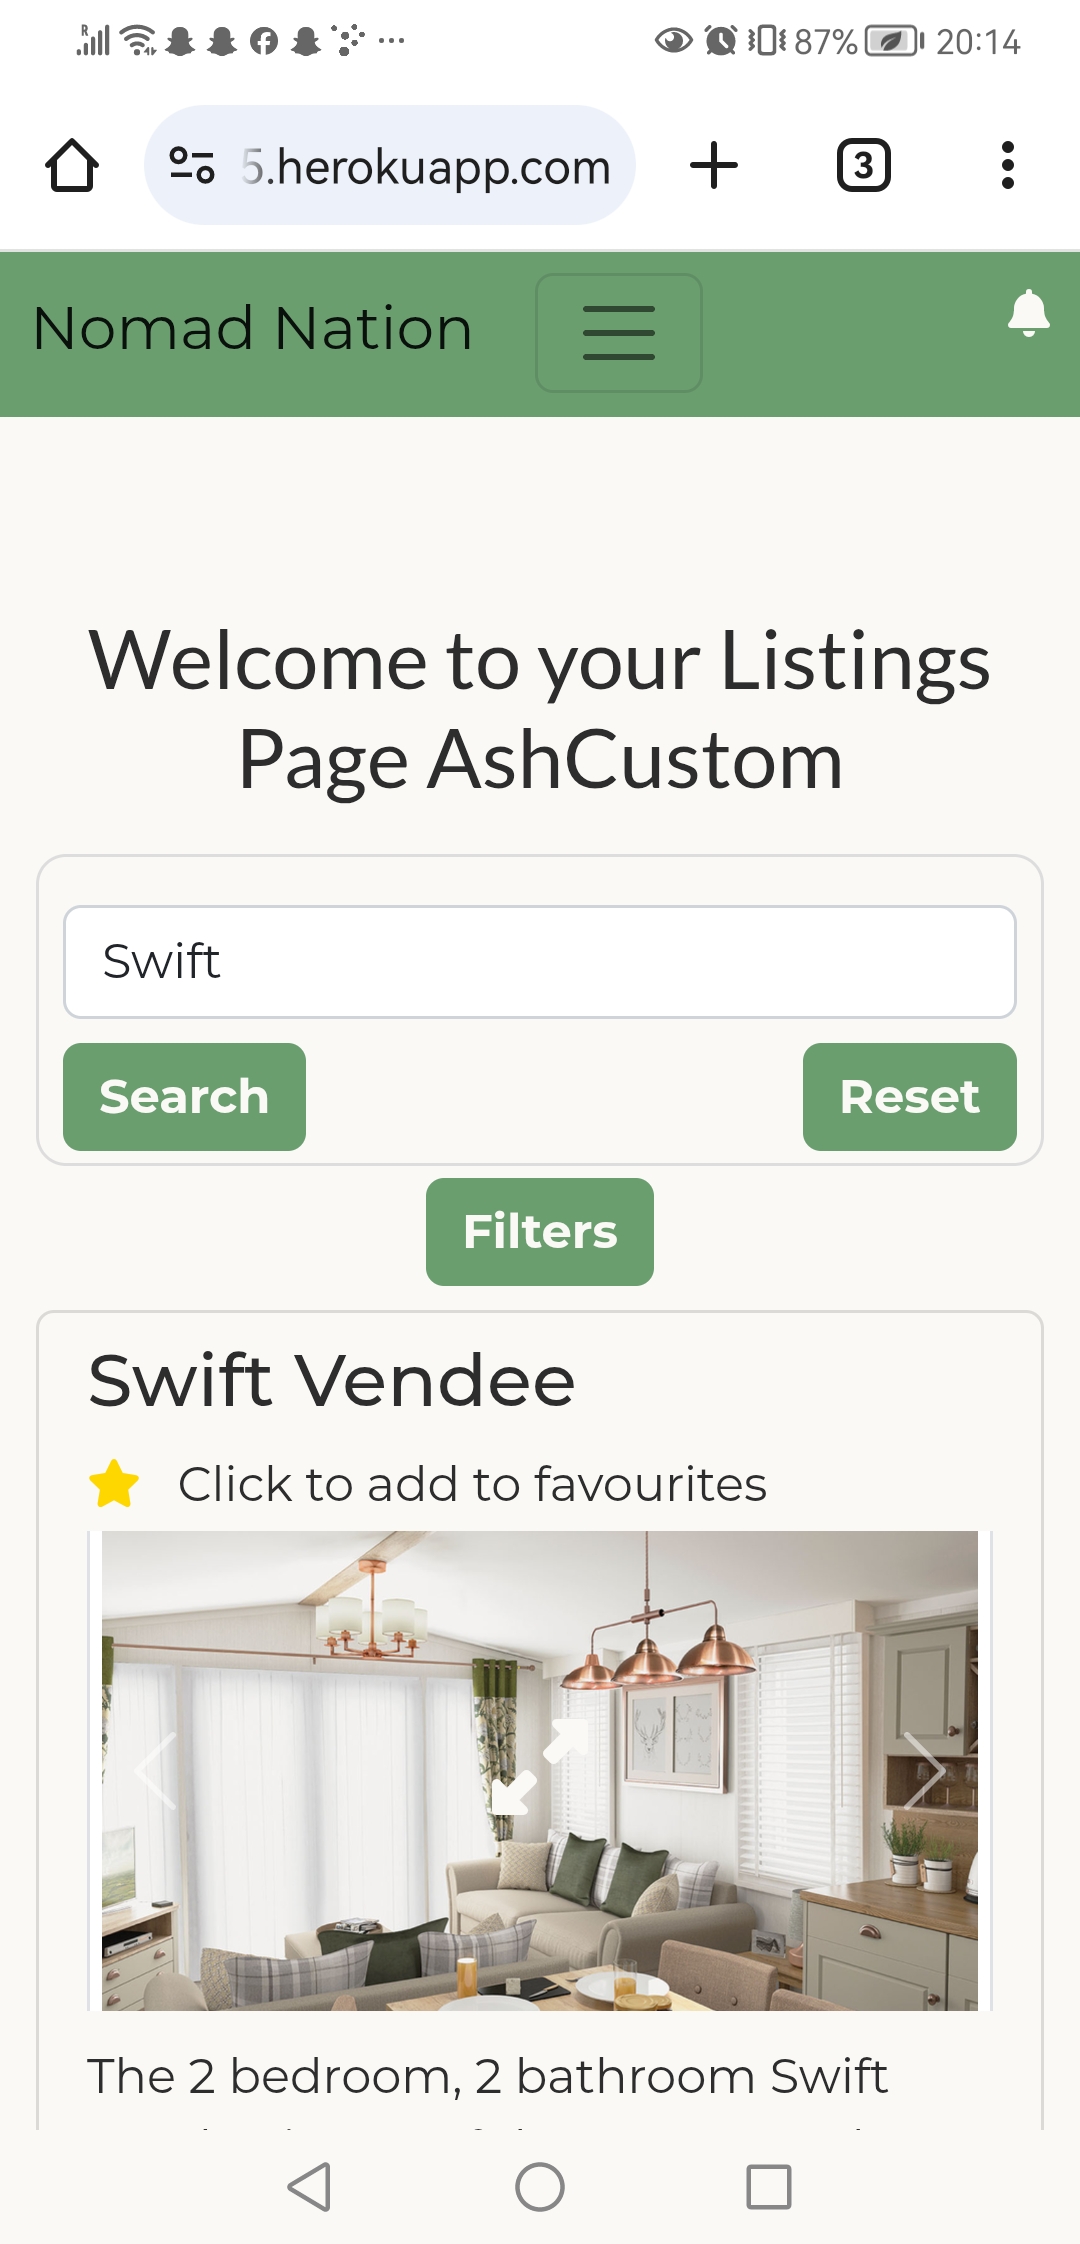 87% 20:14
5.herokuapp.com 3
Nomad Nation
Welcome to your Listings
Page AshCustom
Swift
Search Reset
Filters
Swift Vendee
Click to add to favourites
The 2 bedroom, 2 bathroom Swift